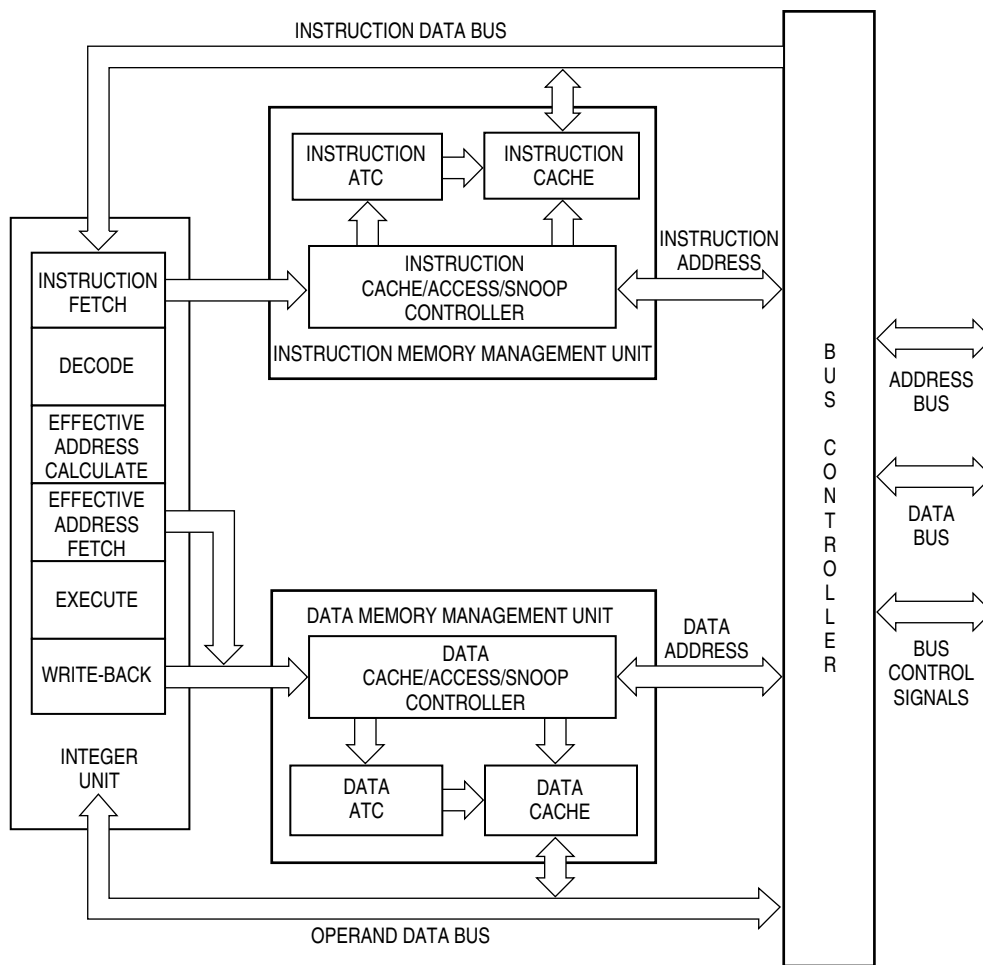 INSTRUCTION DATA BUS
INSTRUCTION
ATC
INSTRUCTION
CACHE
INSTRUCTION
FETCH
INSTRUCTION
CACHE/ACCESS/SNOOP
CONTROLLER
INSTRUCTION
ADDRESS
INSTRUCTION MEMORY MANAGEMENT UNIT
DECODE
EFFECTIVE
ADDRESS
CALCULATE
EFFECTIVE
ADDRESS
FETCH
EXECUTE
WRITE-BACK
INTEGER
UNIT
DATA MEMORY MANAGEMENT UNIT
DATA
CACHE/ACCESS/SNOOP
CONTROLLER
DATA
ADDRESS
DATA
ATC
DATA
CACHE
OPERAND DATA BUS
BUS CONTROLLER
ADDRESS
BUS
DATA
BUS
BUS
CONTROL
SIGNALS